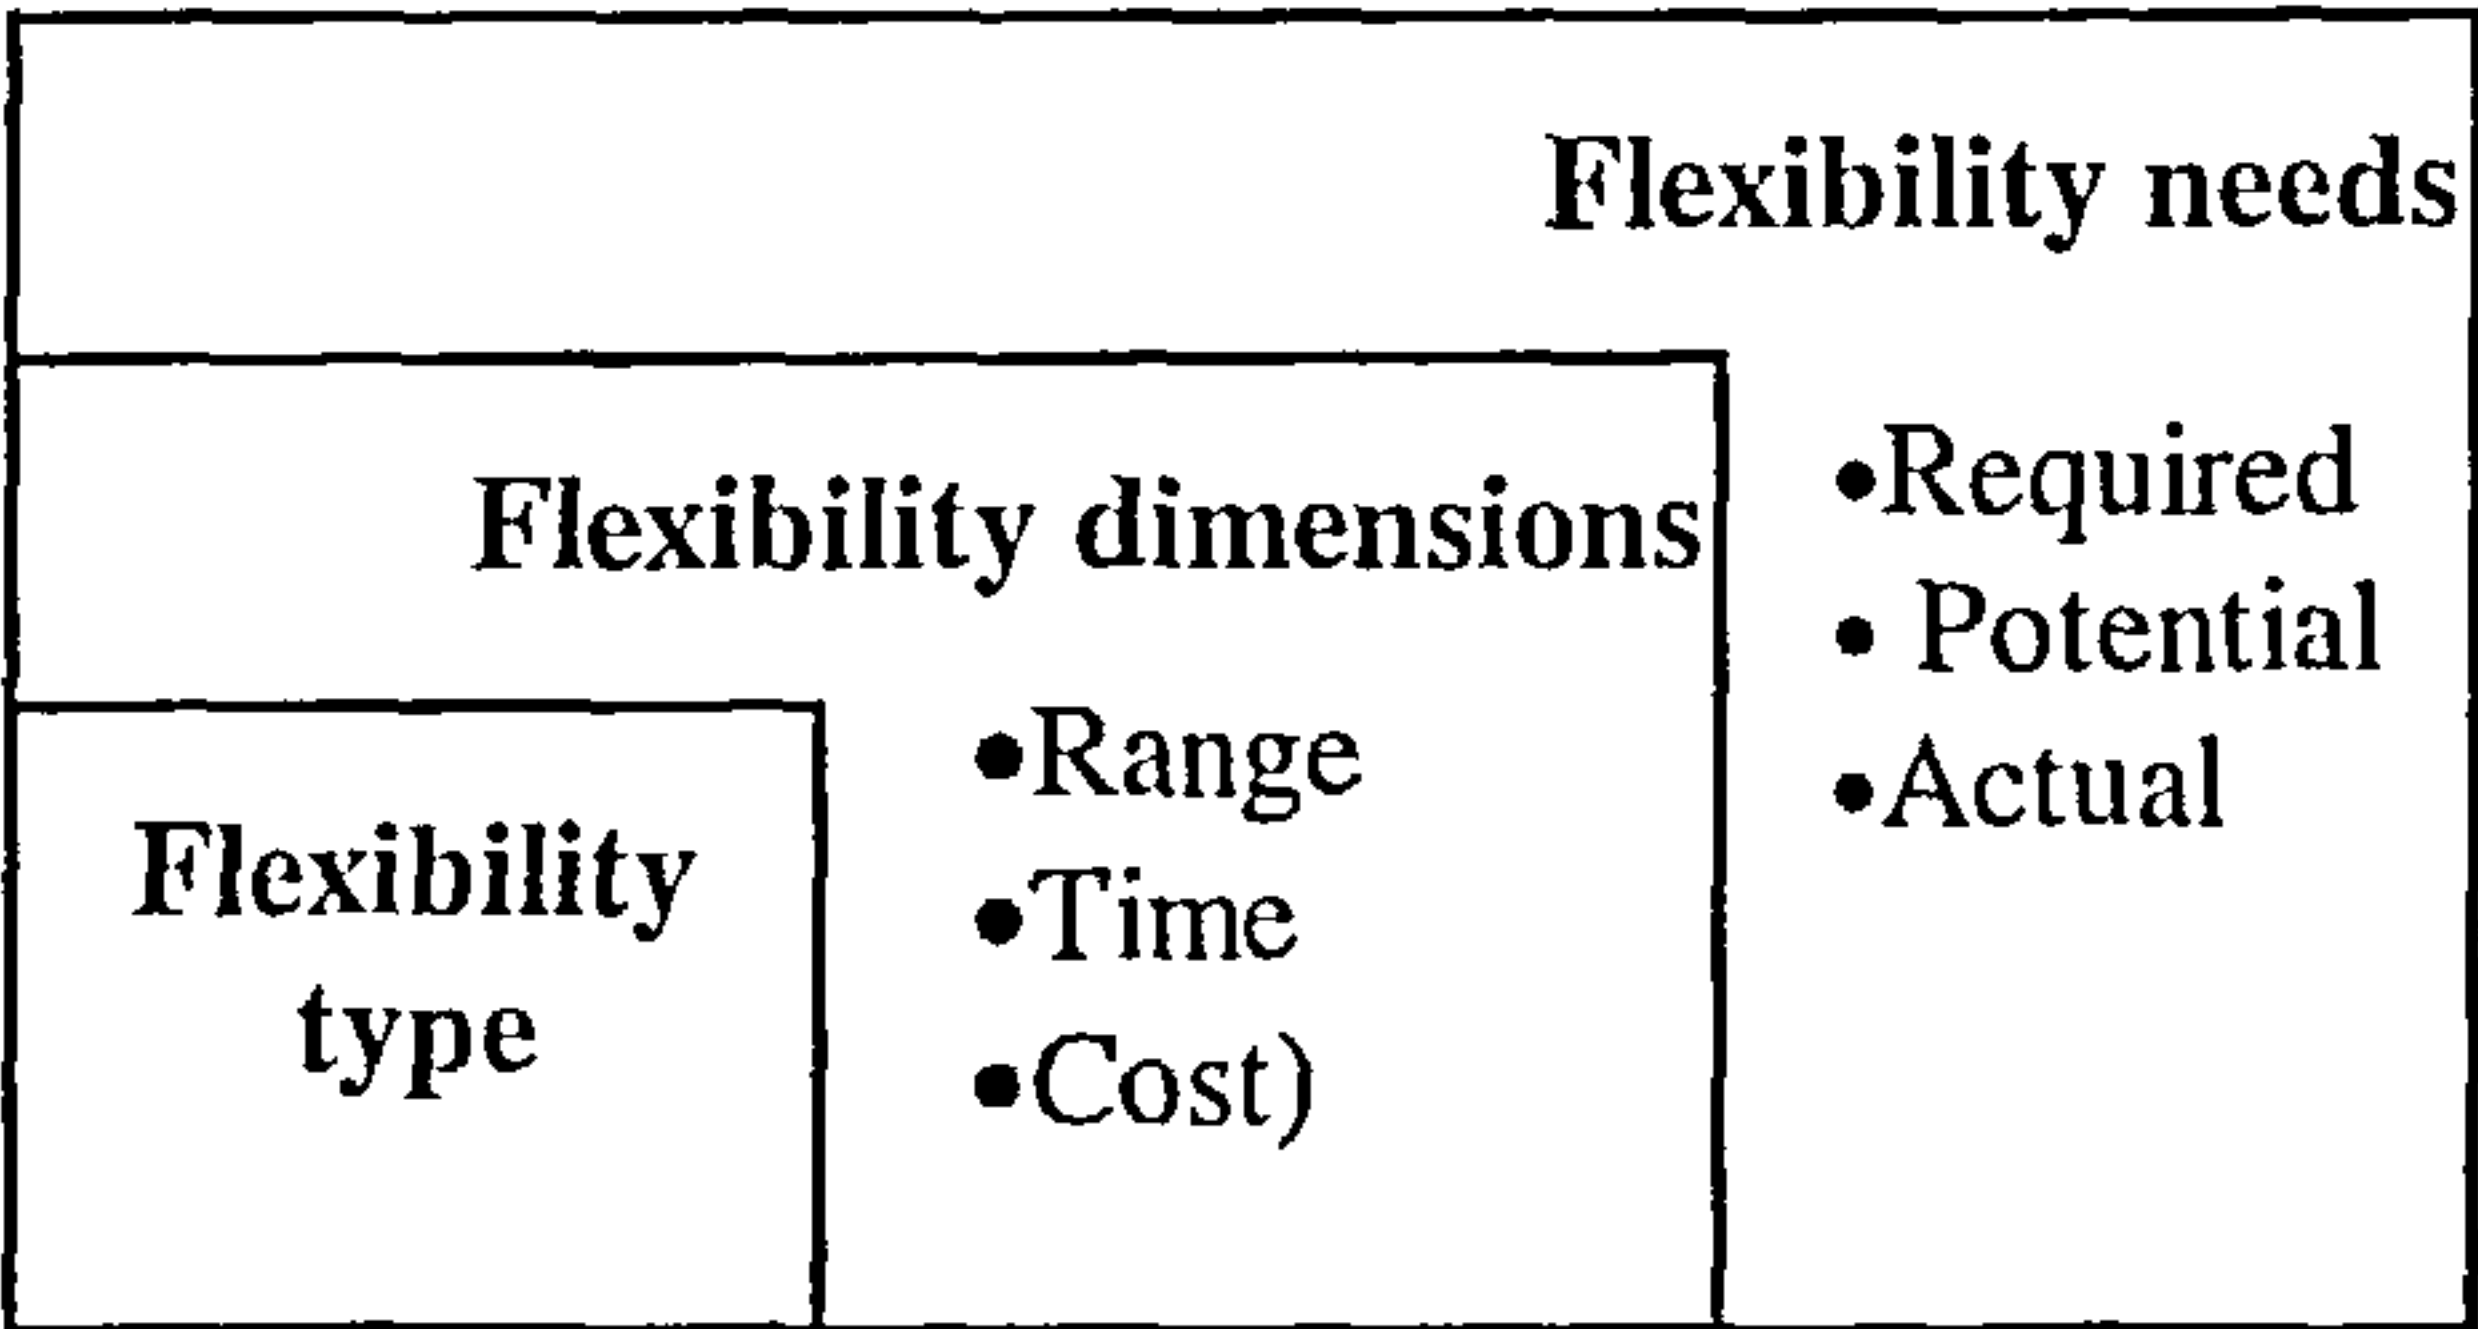 Flexibility needs
•Required
• Potential
•Actual
Flexibility dimensions
•Range
•Time
•Cost)
Flexibility
type